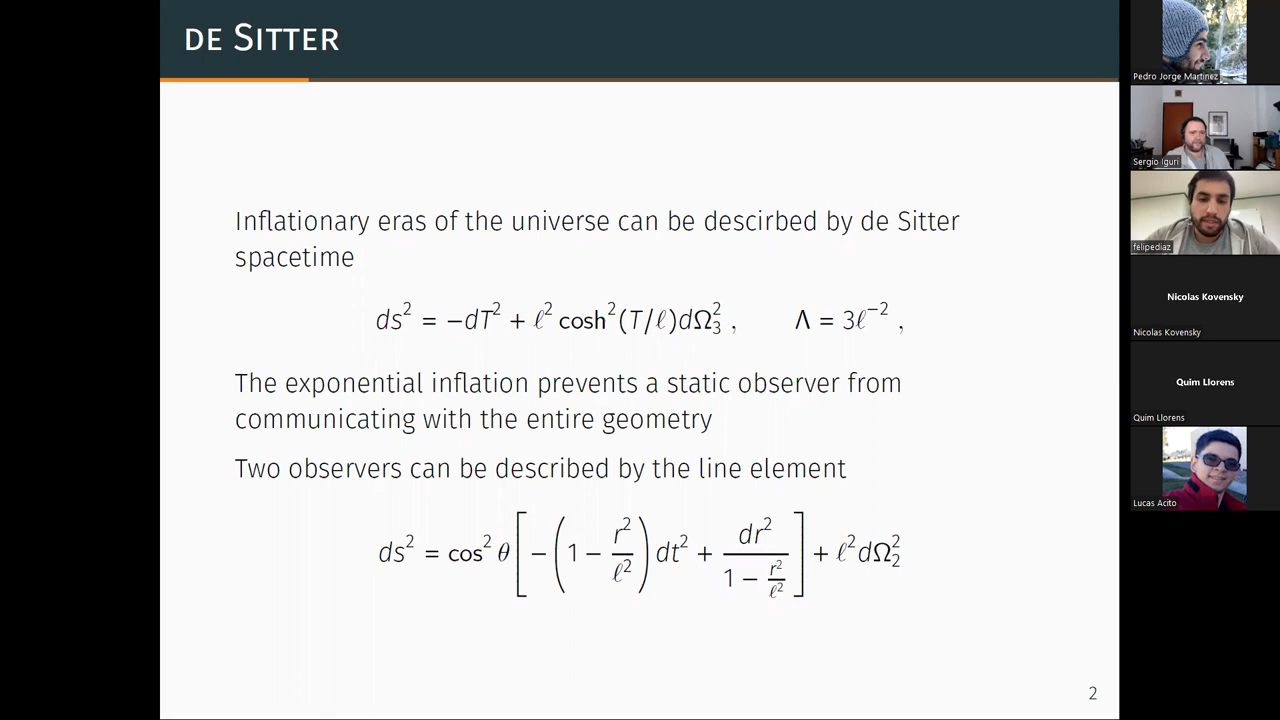 DE SITTER
Inflationary eras of the universe can be descirbed by de Sitter
spacetime
ds² = −dT² + ℓ² cosh²(T/ℓ)dΩ₃² ,    Λ = 3ℓ⁻² ,
The exponential inflation prevents a static observer from
communicating with the entire geometry
Two observers can be described by the line element
ds² = cos² θ [ − ( 1 − r²/ℓ² ) dt² + dr²/(1 − r²/ℓ²) ] + ℓ²dΩ₂²
2
Pedro Jorge Martinez
Sergio Iguri
felipediaz
Nicolas Kovensky
Nicolas Kovensky
Quim Llorens
Quim Llorens
Lucas Acito